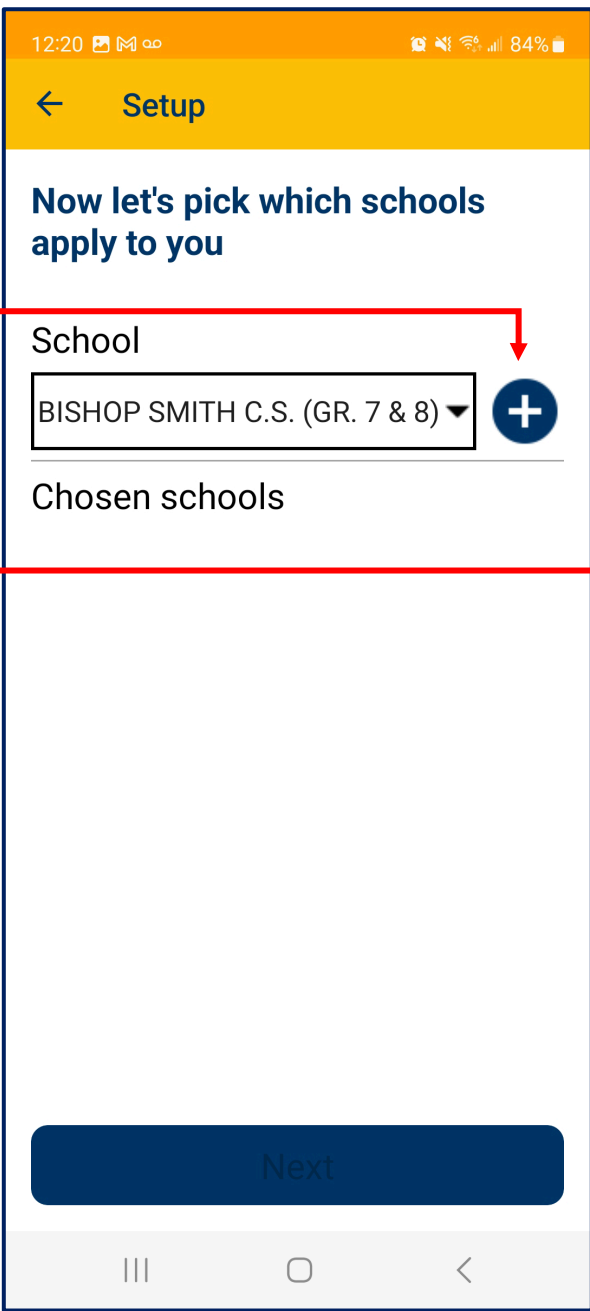 12:20 84%
Setup
Now let's pick which schools
apply to you
School
BISHOP SMITH C.S. (GR. 7 & 8)
Chosen schools
Next